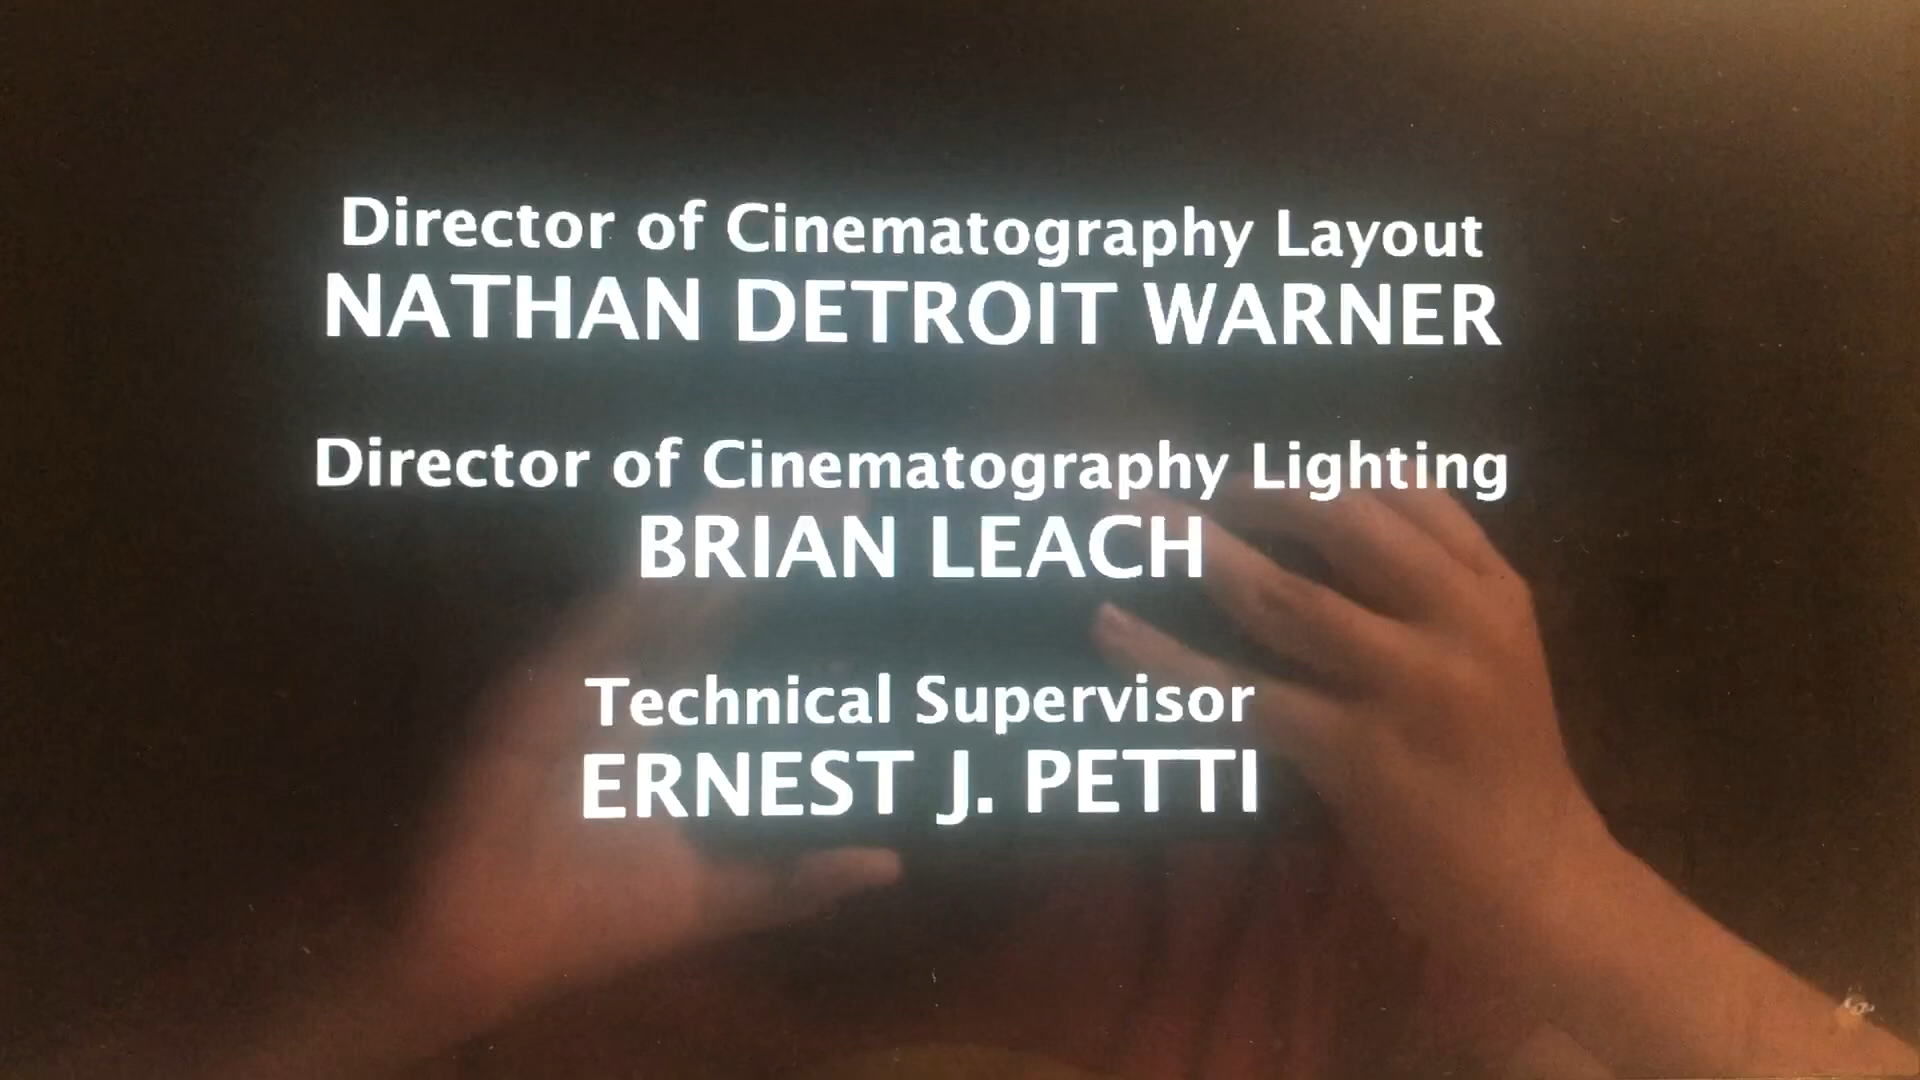 Director of Cinematography Layout
NATHAN DETROIT WARNER
Director of Cinematography Lighting
BRIAN LEACH
Technical Supervisor
ERNEST J. PETTI